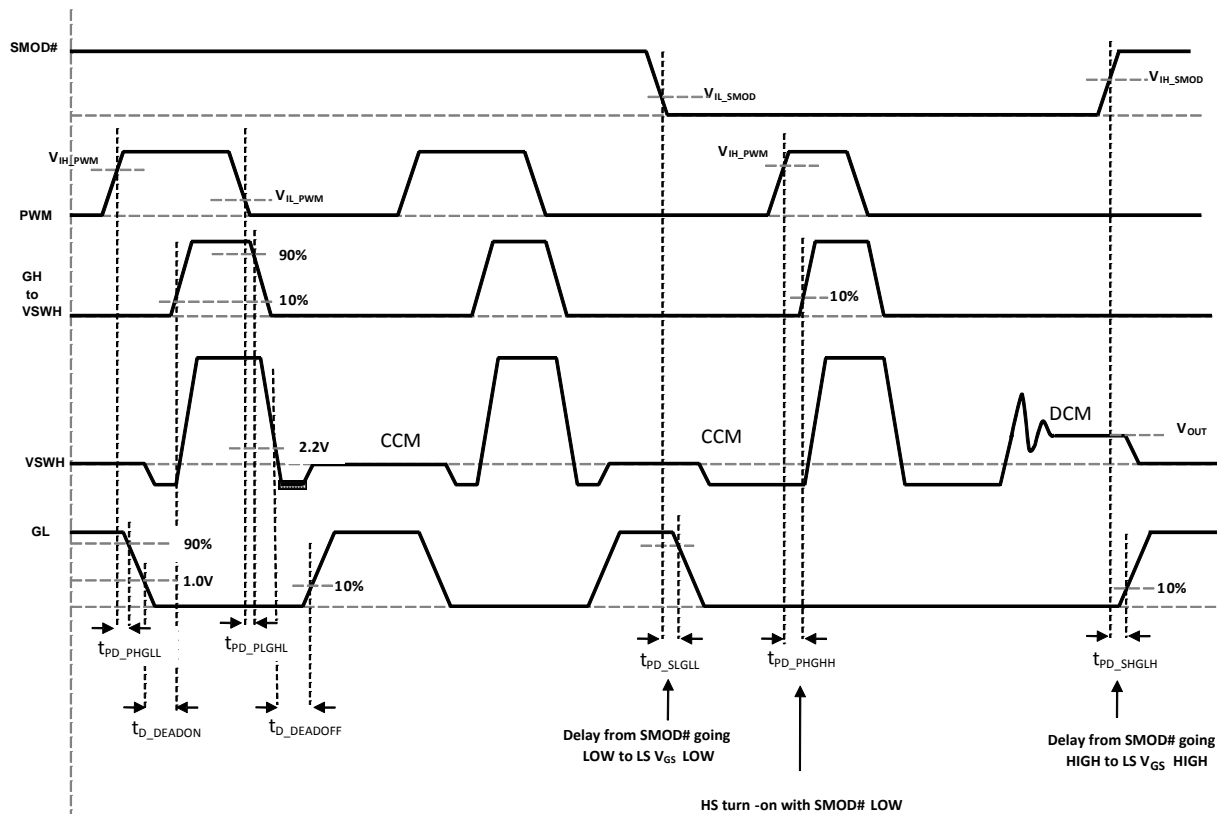 SMOD#
V_IL_SMOD
V_IH_SMOD
V_IH_PWM
V_IL_PWM
V_IH_PWM
PWM
90%
10%
10%
GH
to
VSWH
2.2V
CCM
CCM
DCM
V_OUT
VSWH
GL
90%
1.0V
10%
10%
t_PD_PHGLL
t_PD_PLGHL
t_PD_SLGLL
t_PD_PHGHH
t_PD_SHGLH
t_D_DEADON
t_D_DEADOFF
Delay from SMOD# going
LOW to LS V_GS LOW
Delay from SMOD# going
HIGH to LS V_GS HIGH
HS turn -on with SMOD# LOW